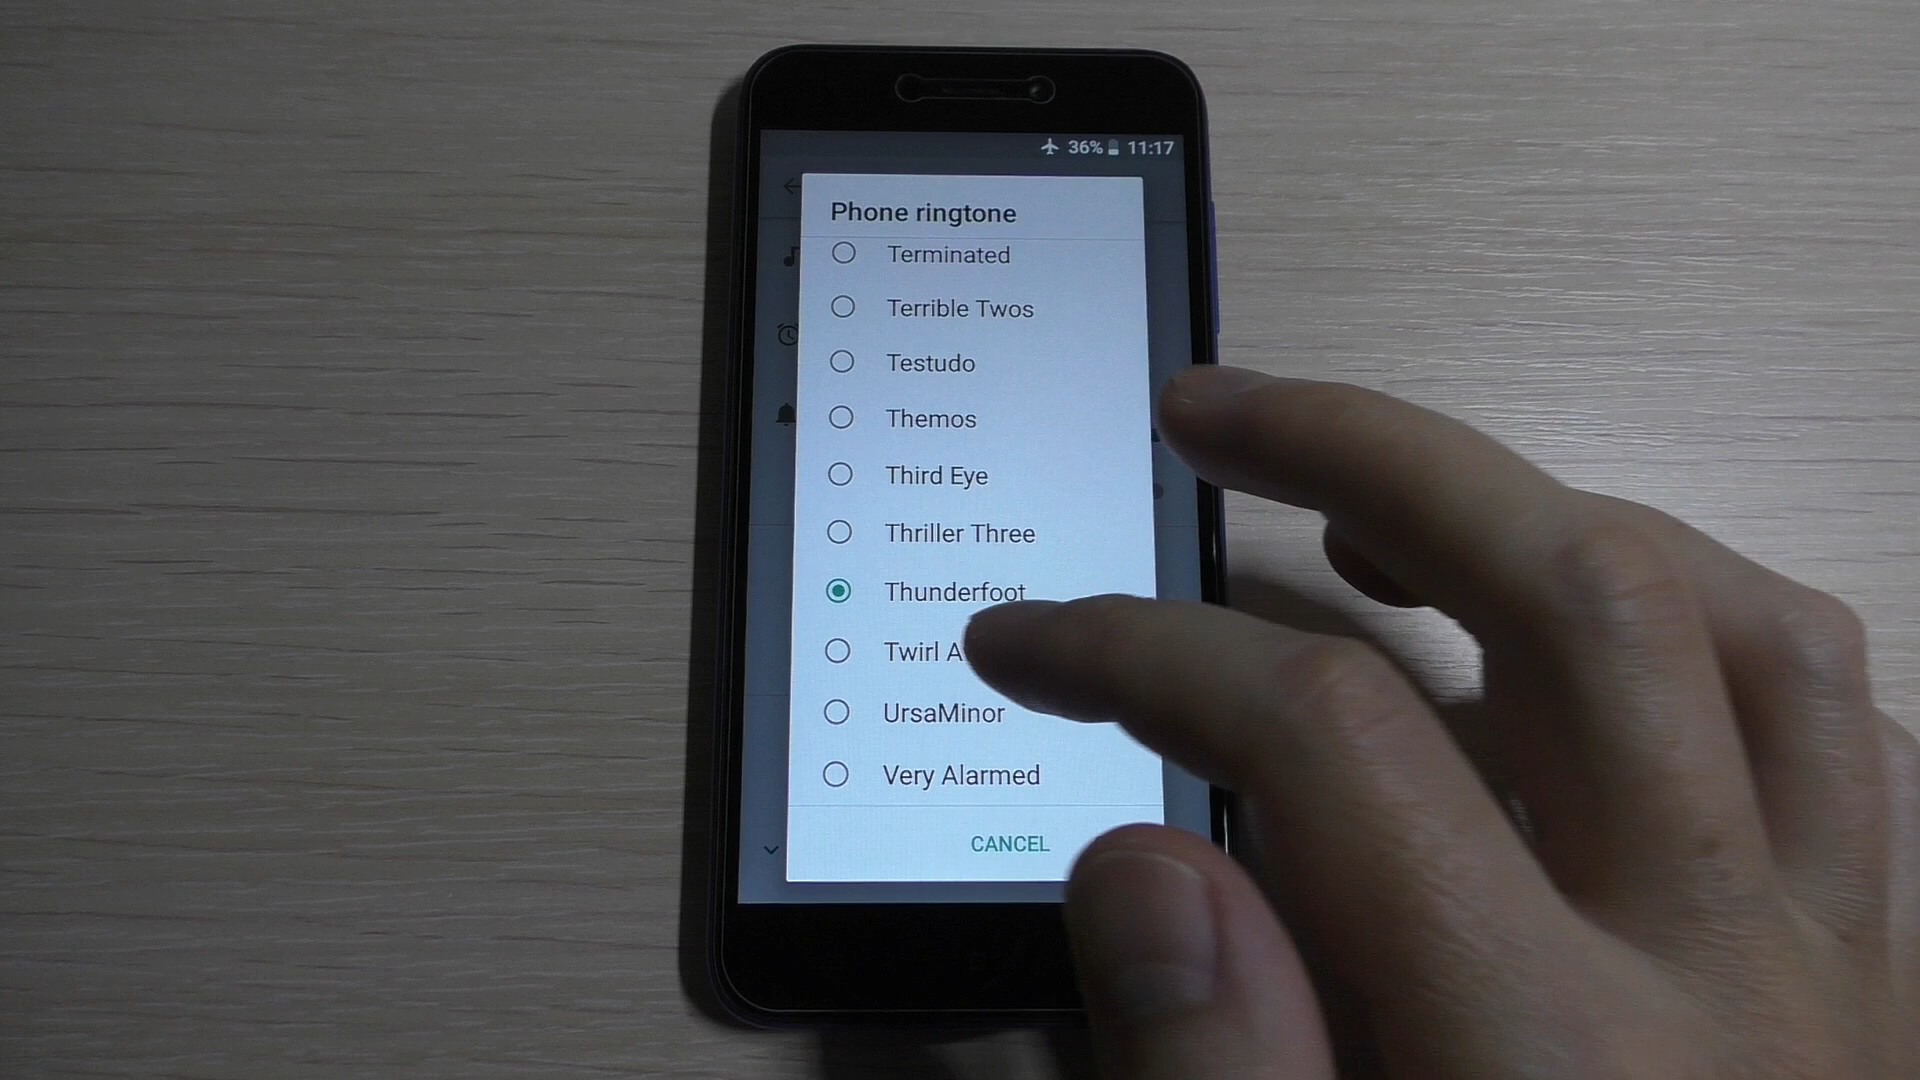 36% 11:17
Phone ringtone
Terminated
Terrible Twos
Testudo
Themos
Third Eye
Thriller Three
Thunderfoot
Twirl
UrsaMinor
Very Alarmed
CANCEL